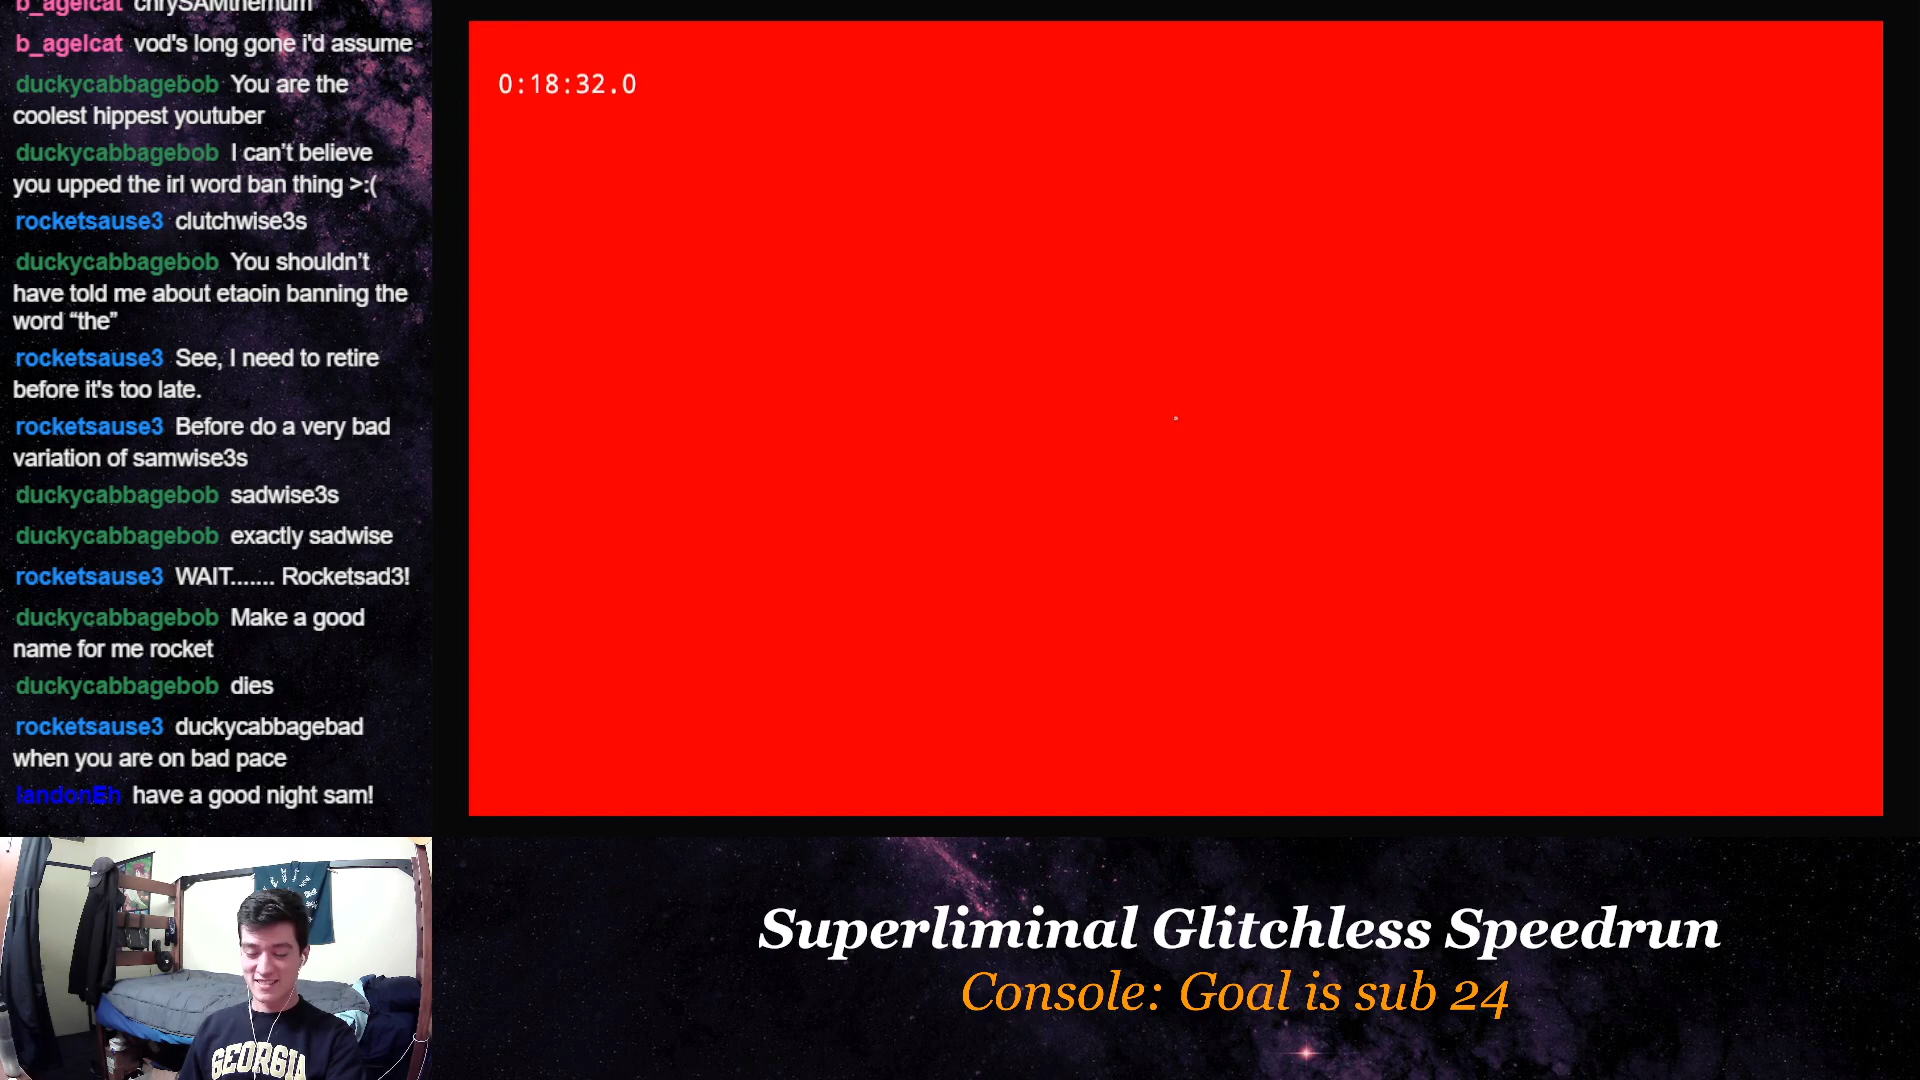 b_agelcat chrySAMthemum
b_agelcat vod's long gone i'd assume
duckycabbagebob You are the
coolest hippest youtuber
duckycabbagebob I can't believe
you upped the irl word ban thing >:(
rocketsause3 clutchwise3s
duckycabbagebob You shouldn't
have told me about etaoin banning the
word “the”
rocketsause3 See, I need to retire
before it's too late.
rocketsause3 Before do a very bad
variation of samwise3s
duckycabbagebob sadwise3s
duckycabbagebob exactly sadwise
rocketsause3 WAIT....... Rocketsad3!
duckycabbagebob Make a good
name for me rocket
duckycabbagebob dies
rocketsause3 duckycabbagebad
when you are on bad pace
landonEh have a good night sam!
0:18:32.0
GEORGIA
Superliminal Glitchless Speedrun
Console: Goal is sub 24